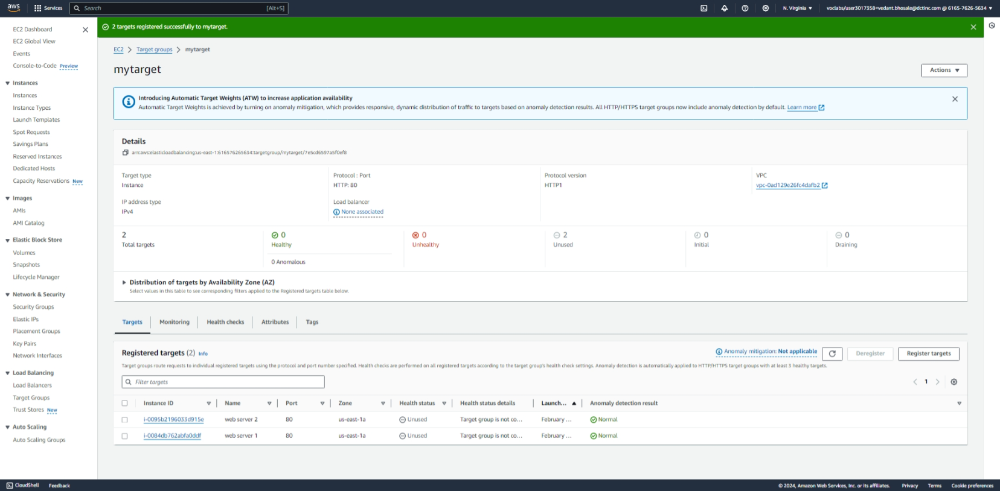 aws
Services
Search
[Alt+S]
N. Virginia
voclabs/user3017358=vedant.bhosale@dctinc.com @ 6165-7626-5634
EC2 Dashboard
EC2 Global View
Events
Console-to-Code Preview
Instances
Instances
Instance Types
Launch Templates
Spot Requests
Savings Plans
Reserved Instances
Dedicated Hosts
Capacity Reservations New
Images
AMIs
AMI Catalog
Elastic Block Store
Volumes
Snapshots
Lifecycle Manager
Network & Security
Security Groups
Elastic IPs
Placement Groups
Key Pairs
Network Interfaces
Load Balancing
Load Balancers
Target Groups
Trust Stores New
Auto Scaling
Auto Scaling Groups
2 targets registered successfully to mytarget.
EC2 > Target groups > mytarget
mytarget
Actions
Introducing Automatic Target Weights (ATW) to increase application availability
Automatic Target Weights is achieved by turning on anomaly mitigation, which provides responsive, dynamic distribution of traffic to targets based on anomaly detection results. All HTTP/HTTPS target groups now include anomaly detection by default. Learn more
Details
arn:aws:elasticloadbalancing:us-east-1:616576265634:targetgroup/mytarget/7e5cd6597a5f0ef8
Target type
Instance
Protocol : Port
HTTP: 80
Protocol version
HTTP1
VPC
vpc-0ad129e26fc4dafb2
IP address type
IPv4
Load balancer
None associated
2
Total targets
0
Healthy
0 Anomalous
0
Unhealthy
2
Unused
0
Initial
0
Draining
Distribution of targets by Availability Zone (AZ)
Select values in this table to see corresponding filters applied to the Registered targets table below.
Targets
Monitoring
Health checks
Attributes
Tags
Registered targets (2) Info
Anomaly mitigation: Not applicable
Deregister
Register targets
Target groups route requests to individual registered targets using the protocol and port number specified. Health checks are performed on all registered targets according to the target group's health check settings. Anomaly detection is automatically applied to HTTP/HTTPS target groups with at least 3 healthy targets.
Filter targets
1
Instance ID Name Port Zone Health status Health status details Launch... Anomaly detection result
i-0095b2196033d915e web server 2 80 us-east-1a Unused Target group is not co... February ... Normal
i-0084db762abfa0ddf web server 1 80 us-east-1a Unused Target group is not co... February ... Normal
CloudShell Feedback
© 2024, Amazon Web Services, Inc. or its affiliates. Privacy Terms Cookie preferences